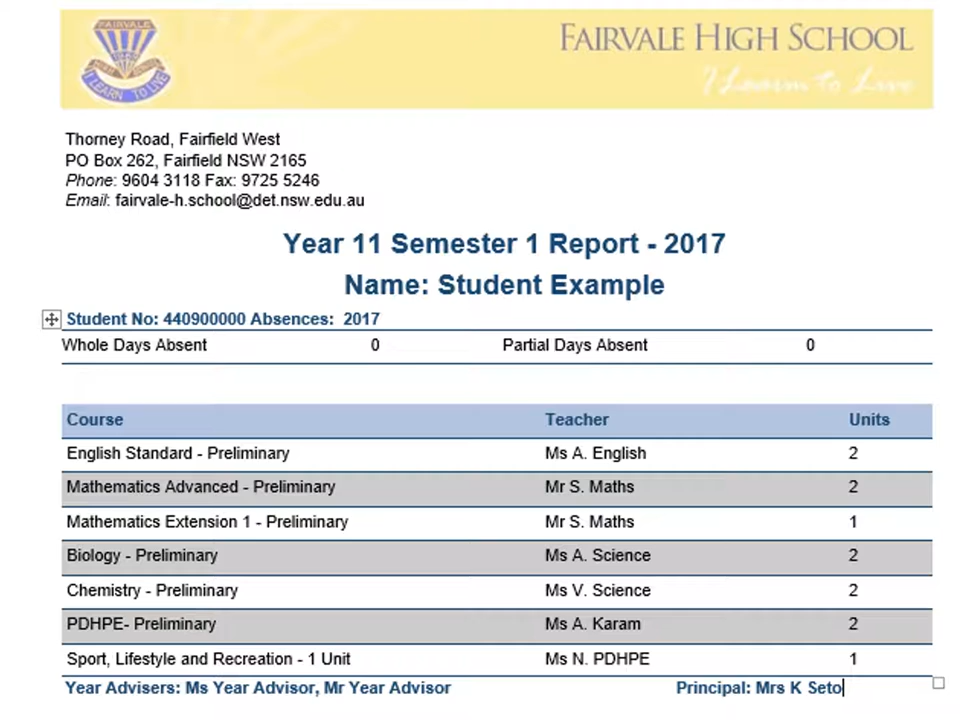 FAIRVALE
LEARN TO LIVE
FAIRVALE HIGH SCHOOL
Learn to Live
Thorney Road, Fairfield West
PO Box 262, Fairfield NSW 2165
Phone: 9604 3118 Fax: 9725 5246
Email: fairvale-h.school@det.nsw.edu.au
Year 11 Semester 1 Report - 2017
Name: Student Example
Student No: 440900000 Absences: 2017
Whole Days Absent 0 Partial Days Absent 0
Course Teacher Units
English Standard - Preliminary Ms A. English 2
Mathematics Advanced - Preliminary Mr S. Maths 2
Mathematics Extension 1 - Preliminary Mr S. Maths 1
Biology - Preliminary Ms A. Science 2
Chemistry - Preliminary Ms V. Science 2
PDHPE- Preliminary Ms A. Karam 2
Sport, Lifestyle and Recreation - 1 Unit Ms N. PDHPE 1
Year Advisers: Ms Year Advisor, Mr Year Advisor Principal: Mrs K Seto